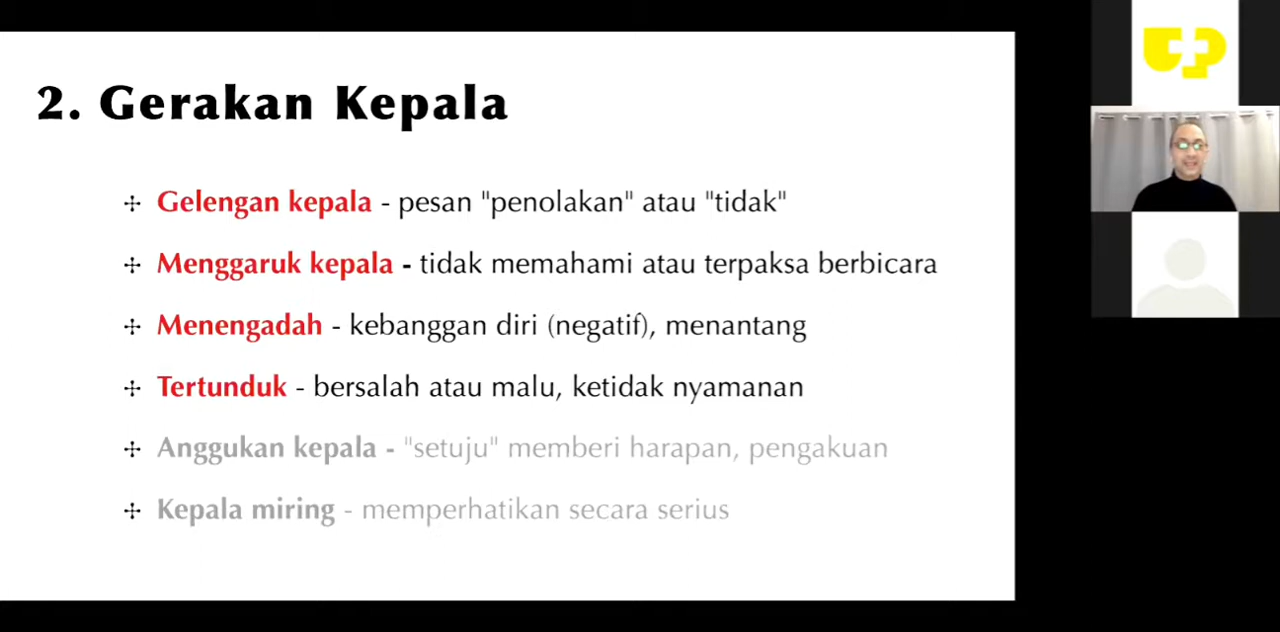 2. Gerakan Kepala
Gelengan kepala - pesan "penolakan" atau "tidak"
Menggaruk kepala - tidak memahami atau terpaksa berbicara
Menengadah - kebanggan diri (negatif), menantang
Tertunduk - bersalah atau malu, ketidak nyamanan
Anggukan kepala - "setuju" memberi harapan, pengakuan
Kepala miring - memperhatikan secara serius